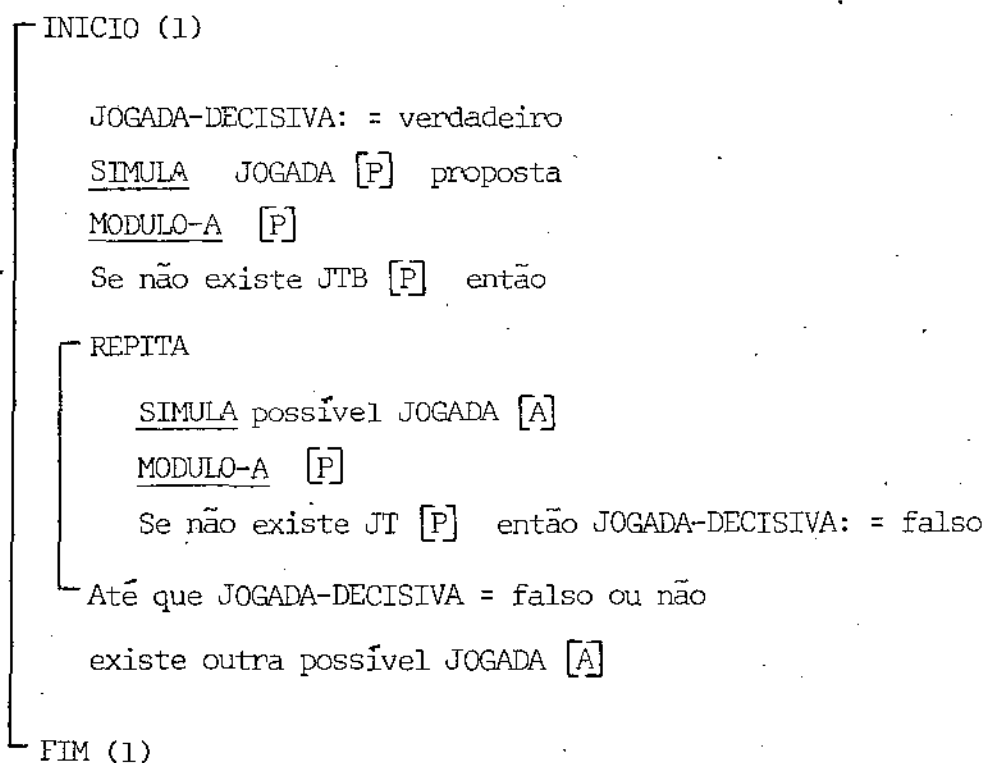 INICIO (1)
JOGADA-DECISIVA: = verdadeiro
SIMULA JOGADA [P] proposta
MODULO-A [P]
Se não existe JTB [P] então
REPITA
SIMULA possível JOGADA [A]
MODULO-A [P]
Se não existe JT [P] então JOGADA-DECISIVA: = falso
Até que JOGADA-DECISIVA = falso ou não
existe outra possível JOGADA [A]
FIM (1)